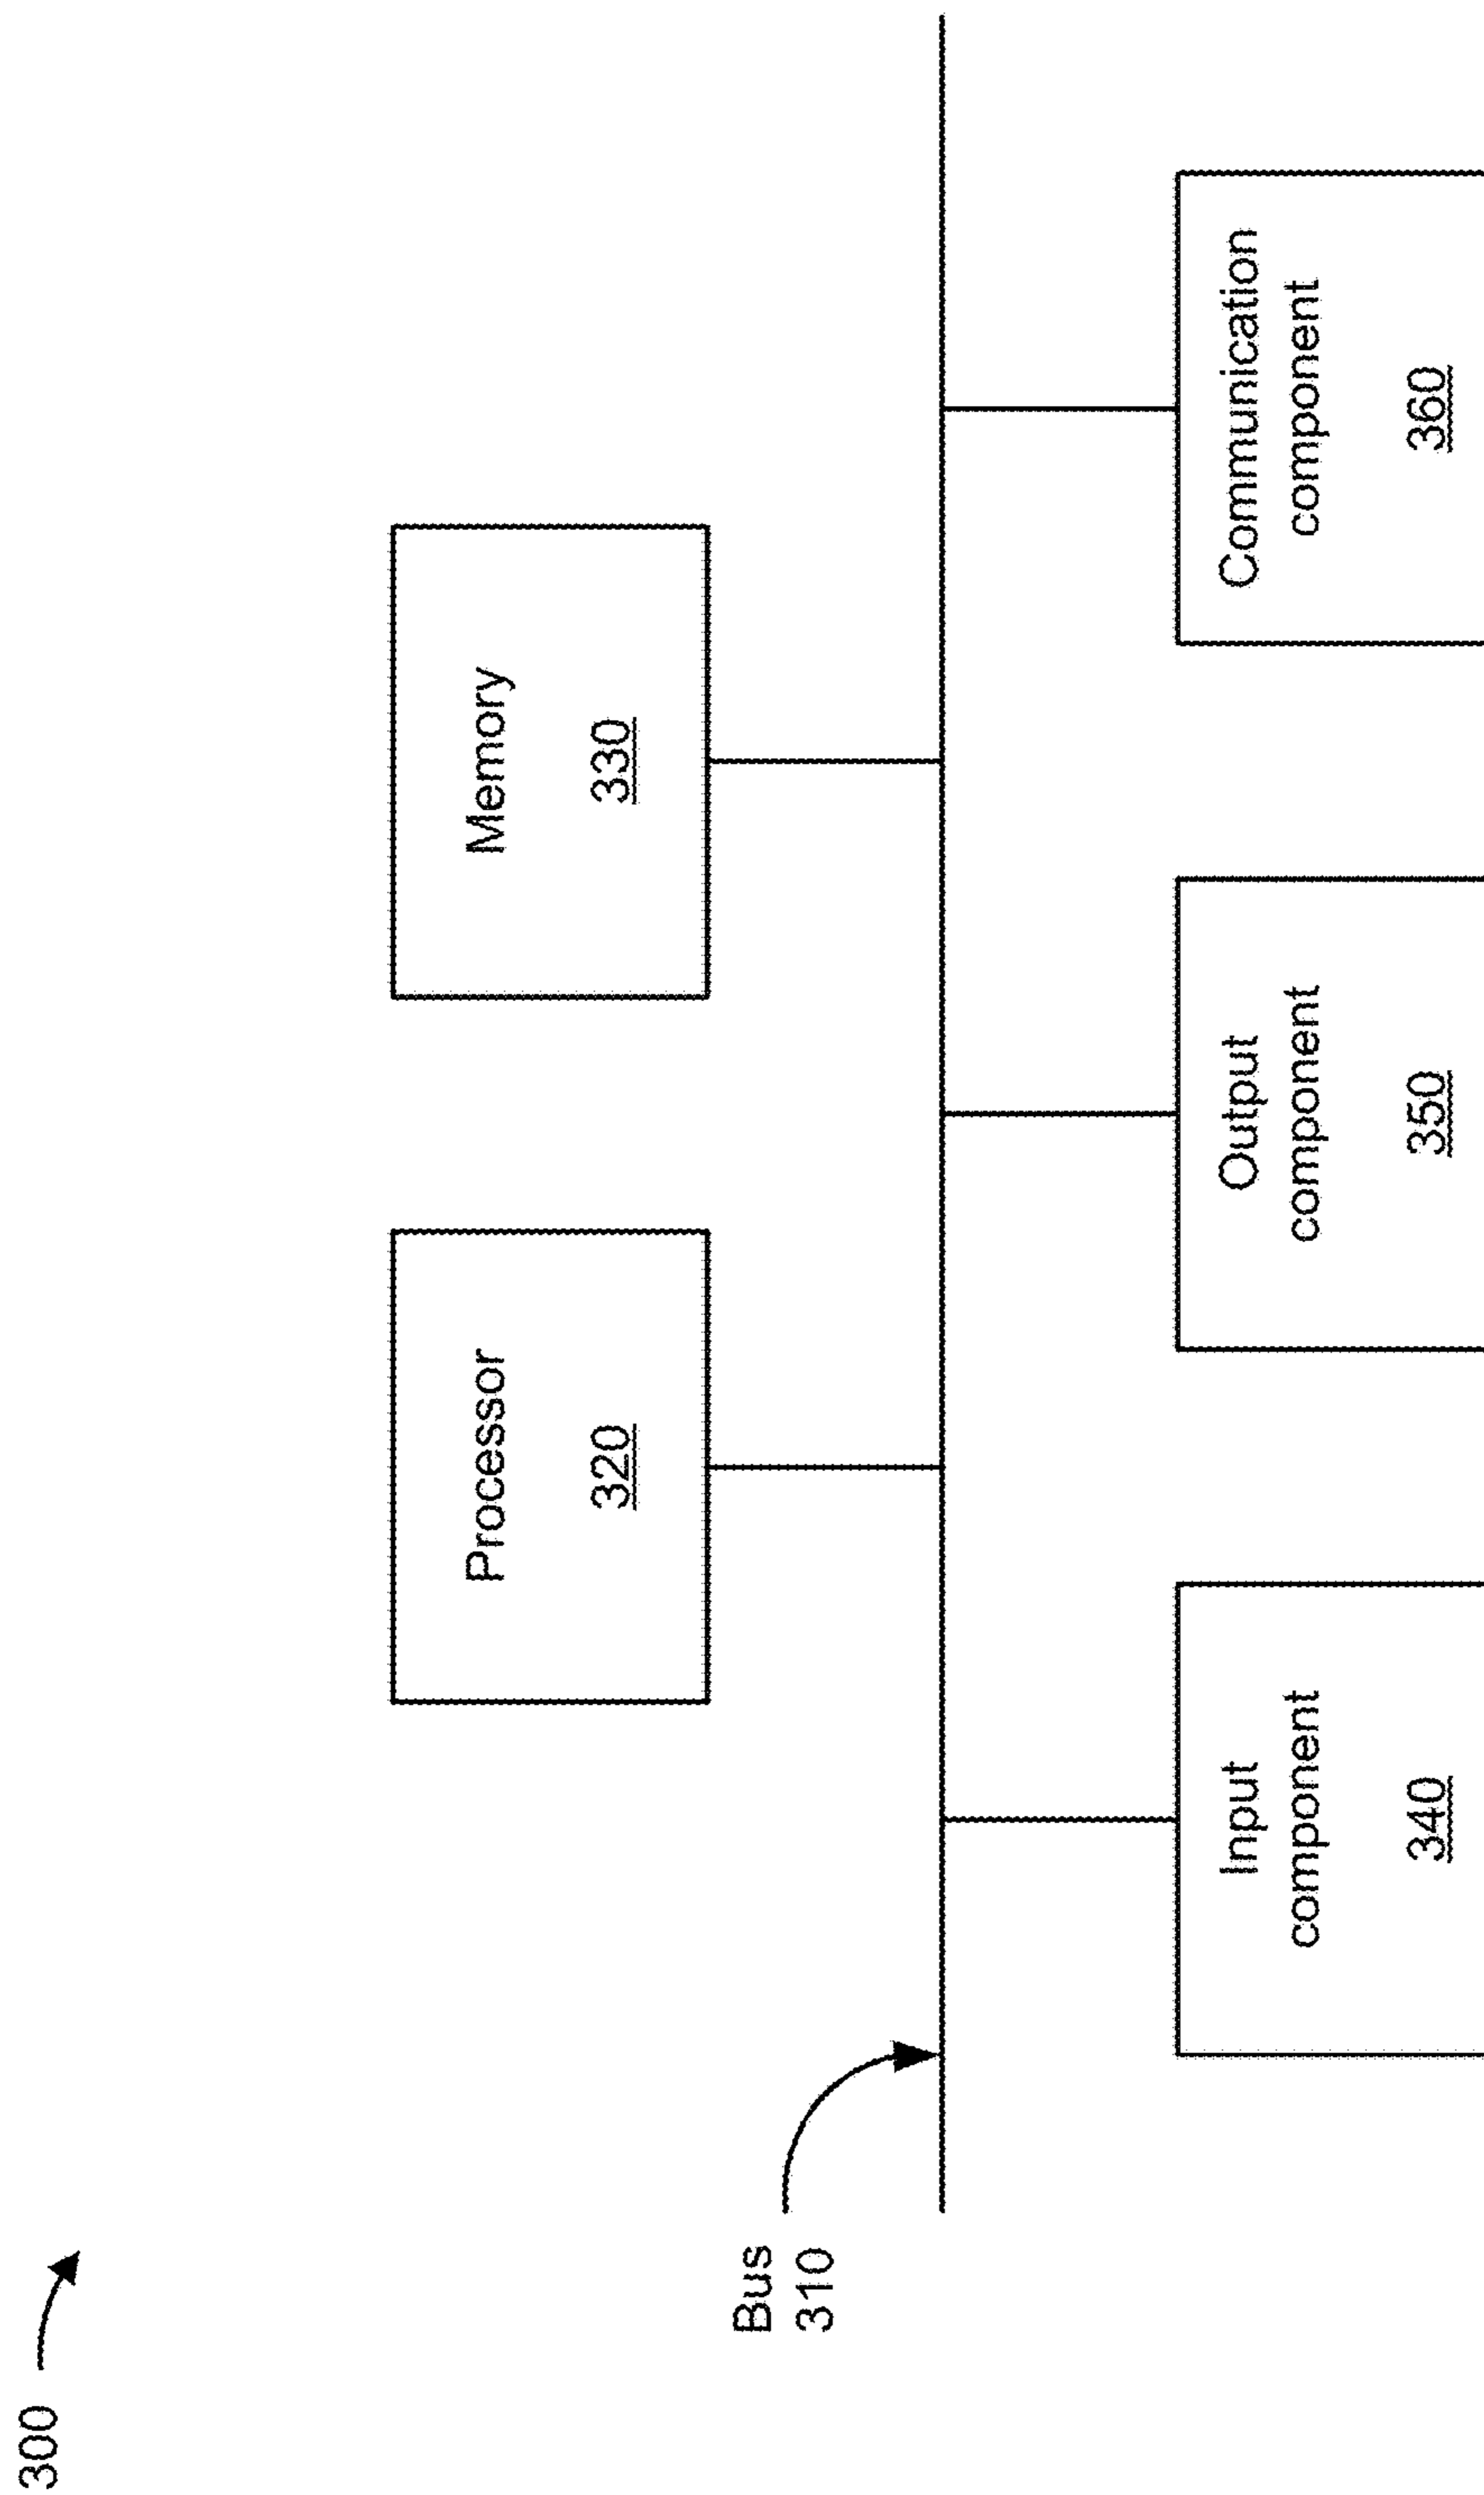 300
Processor
320
Memory
330
Bus
310
Input
component
340
Output
component
350
Communication
component
360